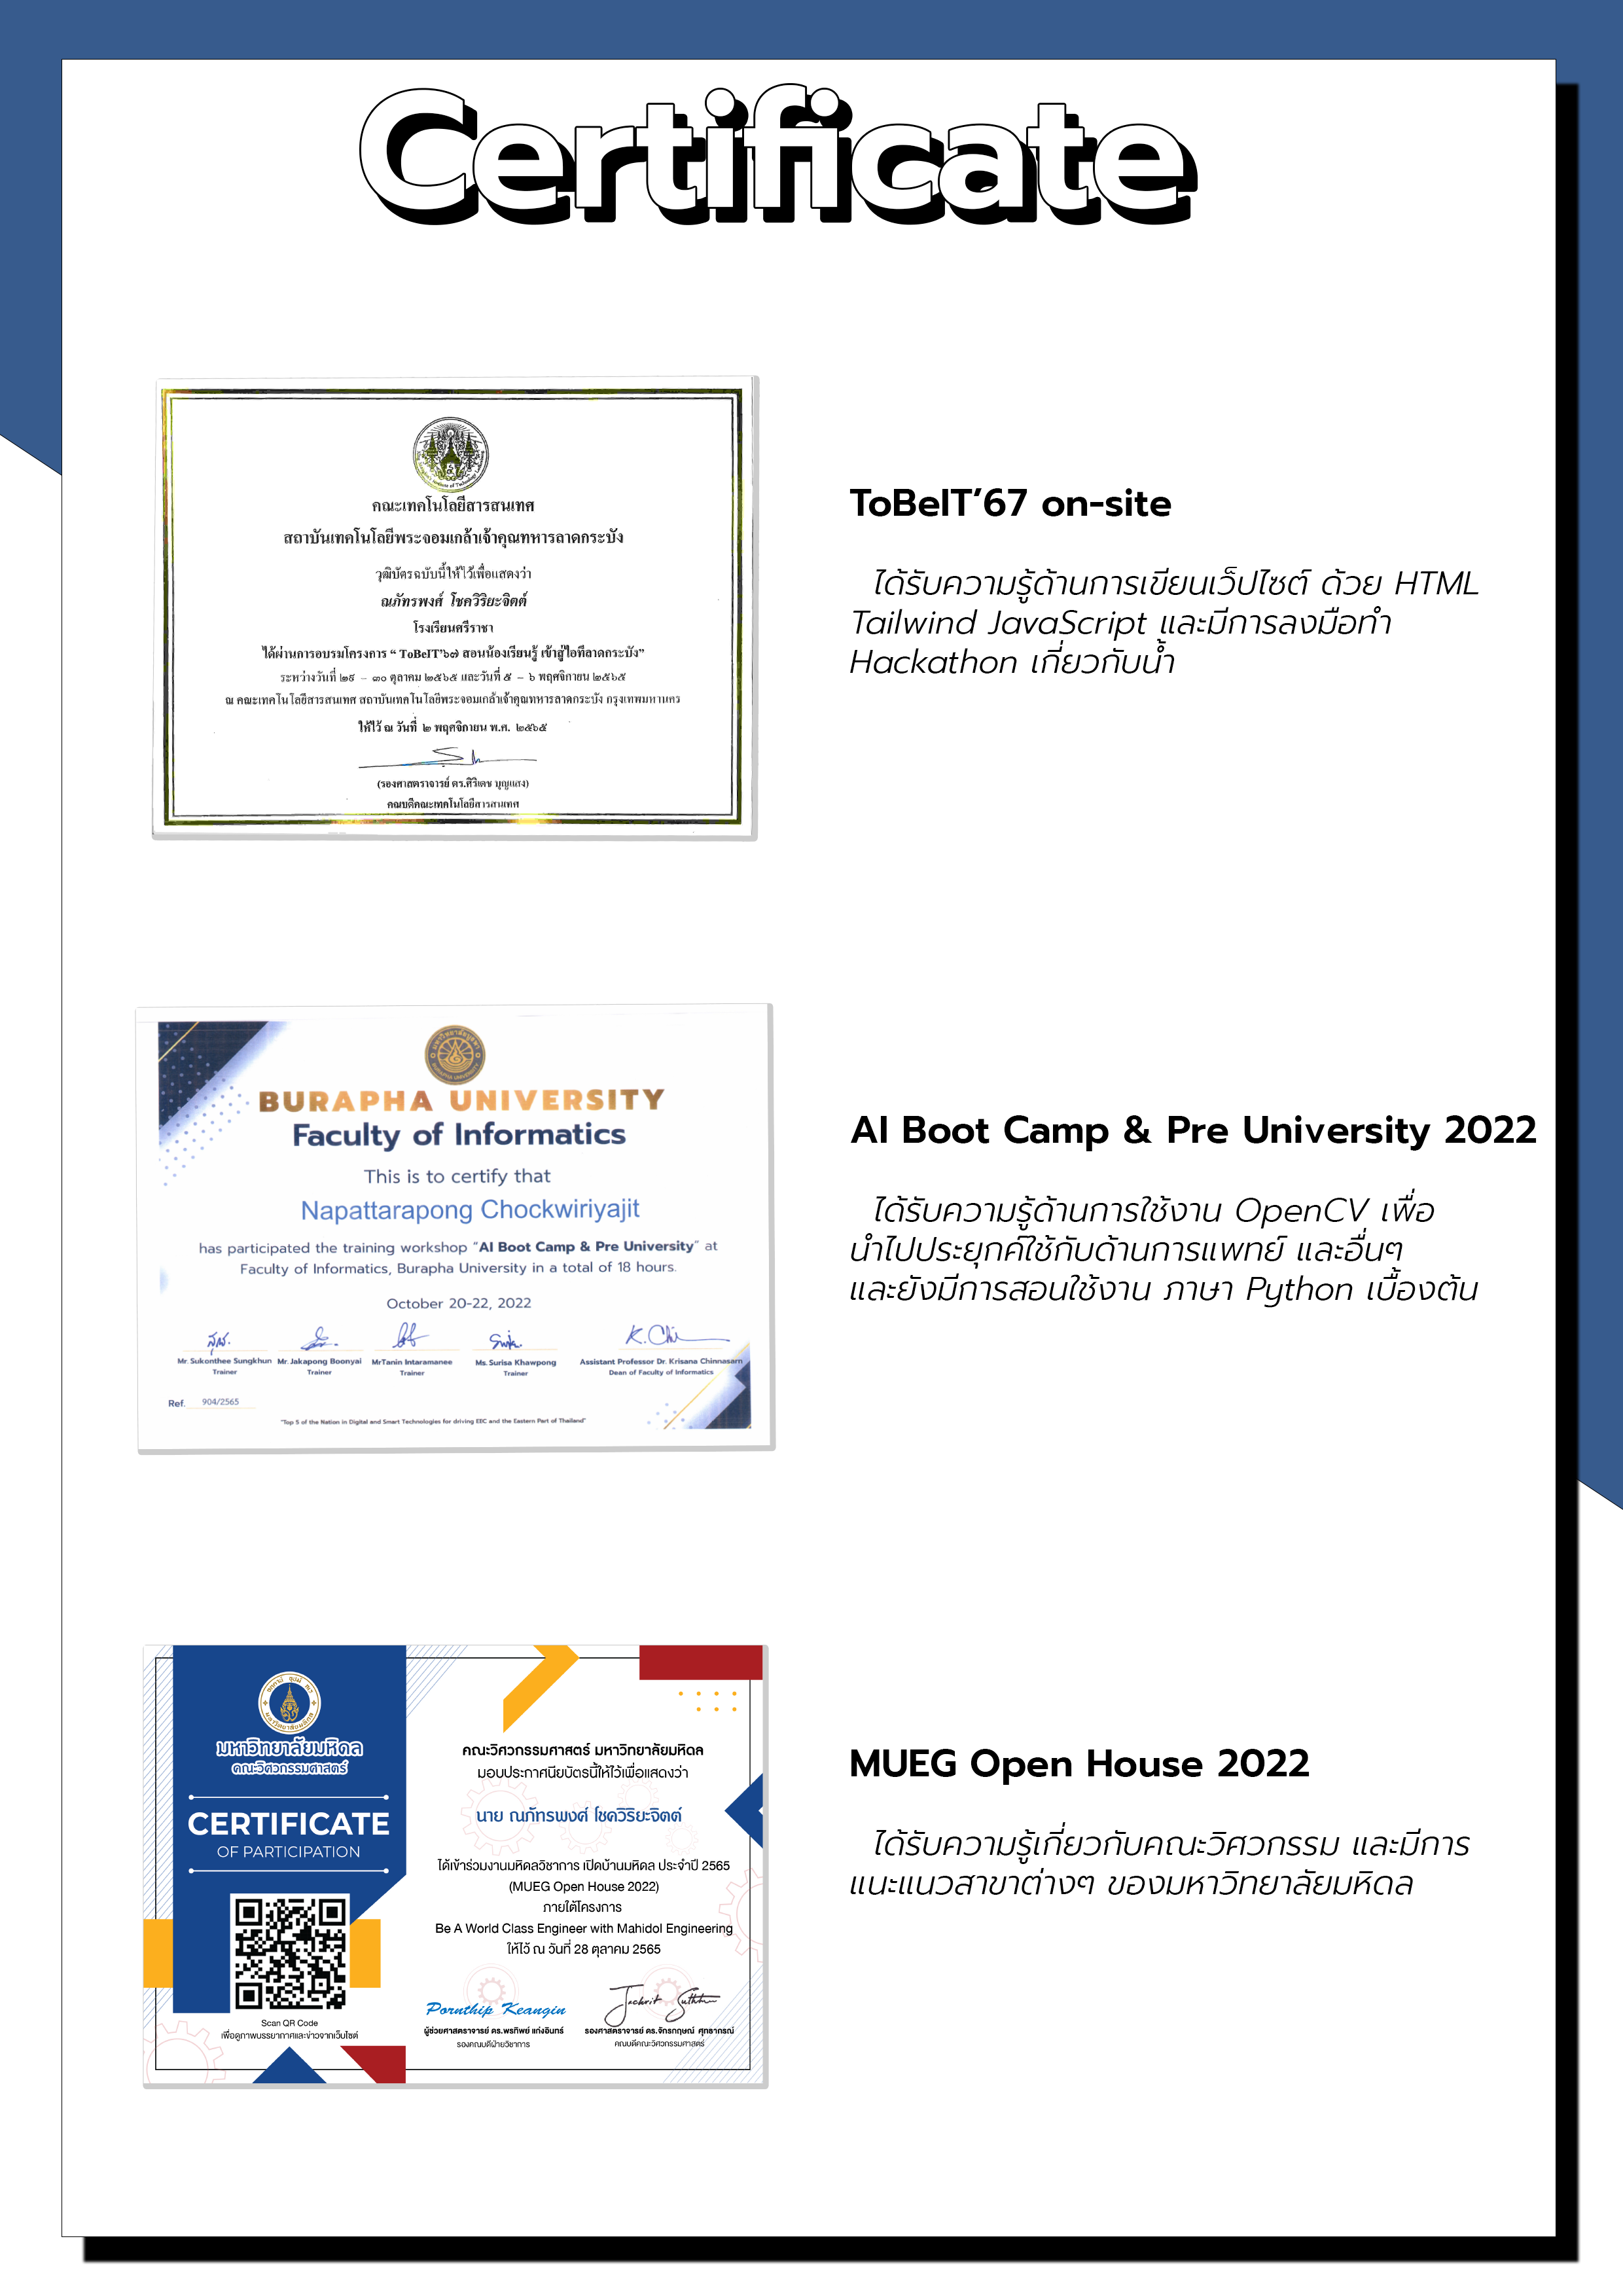 Certificate
คณะเทคโนโลยีสารสนเทศ
สถาบันเทคโนโลยีพระจอมเกล้าเจ้าคุณทหารลาดกระบัง
วุฒิบัตรฉบับนี้ให้ไว้เพื่อแสดงว่า
ณภัทรพงศ์ โชควิริยะจิตต์
โรงเรียนศรีราชา
ได้ผ่านการอบรมโครงการ “ ToBeIT’๖๗ สอนน้องเรียนรู้ เข้าสู่ไอทีลาดกระบัง”
ระหว่างวันที่ ๒๙ – ๓๐ ตุลาคม ๒๕๖๕ และวันที่ ๕ – ๖ พฤศจิกายน ๒๕๖๕
ณ คณะเทคโนโลยีสารสนเทศ สถาบันเทคโนโลยีพระจอมเกล้าเจ้าคุณทหารลาดกระบัง กรุงเทพมหานคร
ให้ไว้ ณ วันที่ ๒ พฤศจิกายน พ.ศ. ๒๕๖๕
(รองศาสตราจารย์ ดร.ศิริเดช บุญแสง)
คณบดีคณะเทคโนโลยีสารสนเทศ
ToBeIT’67 on-site
ได้รับความรู้ด้านการเขียนเว็ปไซต์ ด้วย HTML
Tailwind JavaScript และมีการลงมือทำ
Hackathon เกี่ยวกับน้ำ
BURAPHA UNIVERSITY
Faculty of Informatics
This is to certify that
Napattarapong Chockwiriyajit
has participated the training workshop “AI Boot Camp & Pre University” at
Faculty of Informatics, Burapha University in a total of 18 hours.
October 20-22, 2022
K. Chi
Mr. Sukonthee Sungkhun Mr. Jakapong Boonyai MrTanin Intaramanee Ms. Surisa Khawpong Assistant Professor Dr. Krisana Chinnasarn
Trainer Trainer Trainer Trainer Dean of Faculty of Informatics
Ref. 904/2565
"Top 5 of the Nation in Digital and Smart Technologies for driving EEC and the Eastern Part of Thailand"
AI Boot Camp & Pre University 2022
ได้รับความรู้ด้านการใช้งาน OpenCV เพื่อ
นำไปประยุกค์ใช้กับด้านการแพทย์ และอื่นๆ
และยังมีการสอนใช้งาน ภาษา Python เบื้องต้น
มหาวิทยาลัยมหิดล
คณะวิศวกรรมศาสตร์
CERTIFICATE
OF PARTICIPATION
Scan QR Code
เพื่อดูภาพบรรยากาศและข่าวจากเว็บไซต์
คณะวิศวกรรมศาสตร์ มหาวิทยาลัยมหิดล
มอบประกาศนียบัตรนี้ให้ไว้เพื่อแสดงว่า
นาย ณภัทรพงศ์ โชควิริยะจิตต์
ได้เข้าร่วมงานมหิดลวิชาการ เปิดบ้านมหิดล ประจำปี 2565
(MUEG Open House 2022)
ภายใต้โครงการ
Be A World Class Engineer with Mahidol Engineering
ให้ไว้ ณ วันที่ 28 ตุลาคม 2565
Pornthip Keangin
ผู้ช่วยศาสตราจารย์ ดร.พรทิพย์ แก่งอินทร์ รองศาสตราจารย์ ดร.จักรกฤษณ์ ศุทธากรณ์
รองคณบดีฝ่ายวิชาการ คณบดีคณะวิศวกรรมศาสตร์
MUEG Open House 2022
ได้รับความรู้เกี่ยวกับคณะวิศวกรรม และมีการ
แนะแนวสาขาต่างๆ ของมหาวิทยาลัยมหิดล